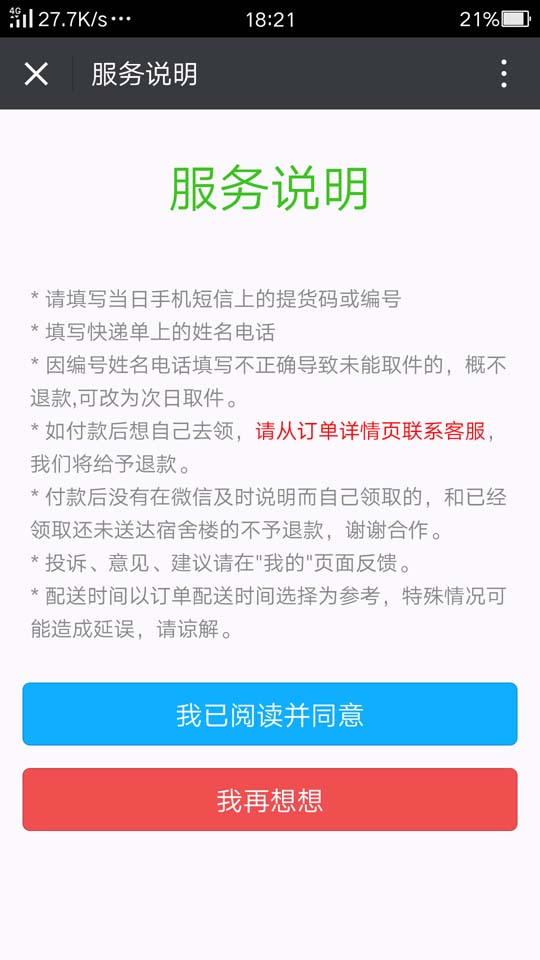 4G 27.7K/s ··· 18:21 21%
服务说明
服务说明
* 请填写当日手机短信上的提货码或编号
* 填写快递单上的姓名电话
* 因编号姓名电话填写不正确导致未能取件的，概不
退款,可改为次日取件。
* 如付款后想自己去领，请从订单详情页联系客服，
我们将给予退款。
* 付款后没有在微信及时说明而自己领取的，和已经
领取还未送达宿舍楼的不予退款，谢谢合作。
* 投诉、意见、建议请在"我的"页面反馈。
* 配送时间以订单配送时间选择为参考，特殊情况可
能造成延误，请谅解。
我已阅读并同意
我再想想